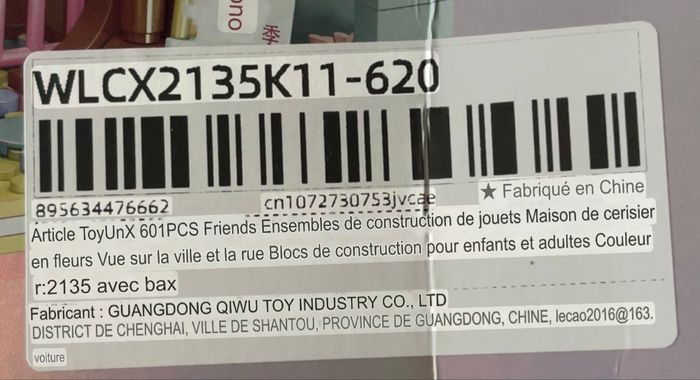 ono
WLCX2135K11-620
895634476662
cn1072730753jvcae
★ Fabriqué en Chine
Article ToyUnX 601PCS Friends Ensembles de construction de jouets Maison de cerisier
en fleurs Vue sur la ville et la rue Blocs de construction pour enfants et adultes Couleur
r:2135 avec bax
Fabricant : GUANGDONG QIWU TOY INDUSTRY CO., LTD
DISTRICT DE CHENGHAI, VILLE DE SHANTOU, PROVINCE DE GUANGDONG, CHINE, lecao2016@163.
voiture